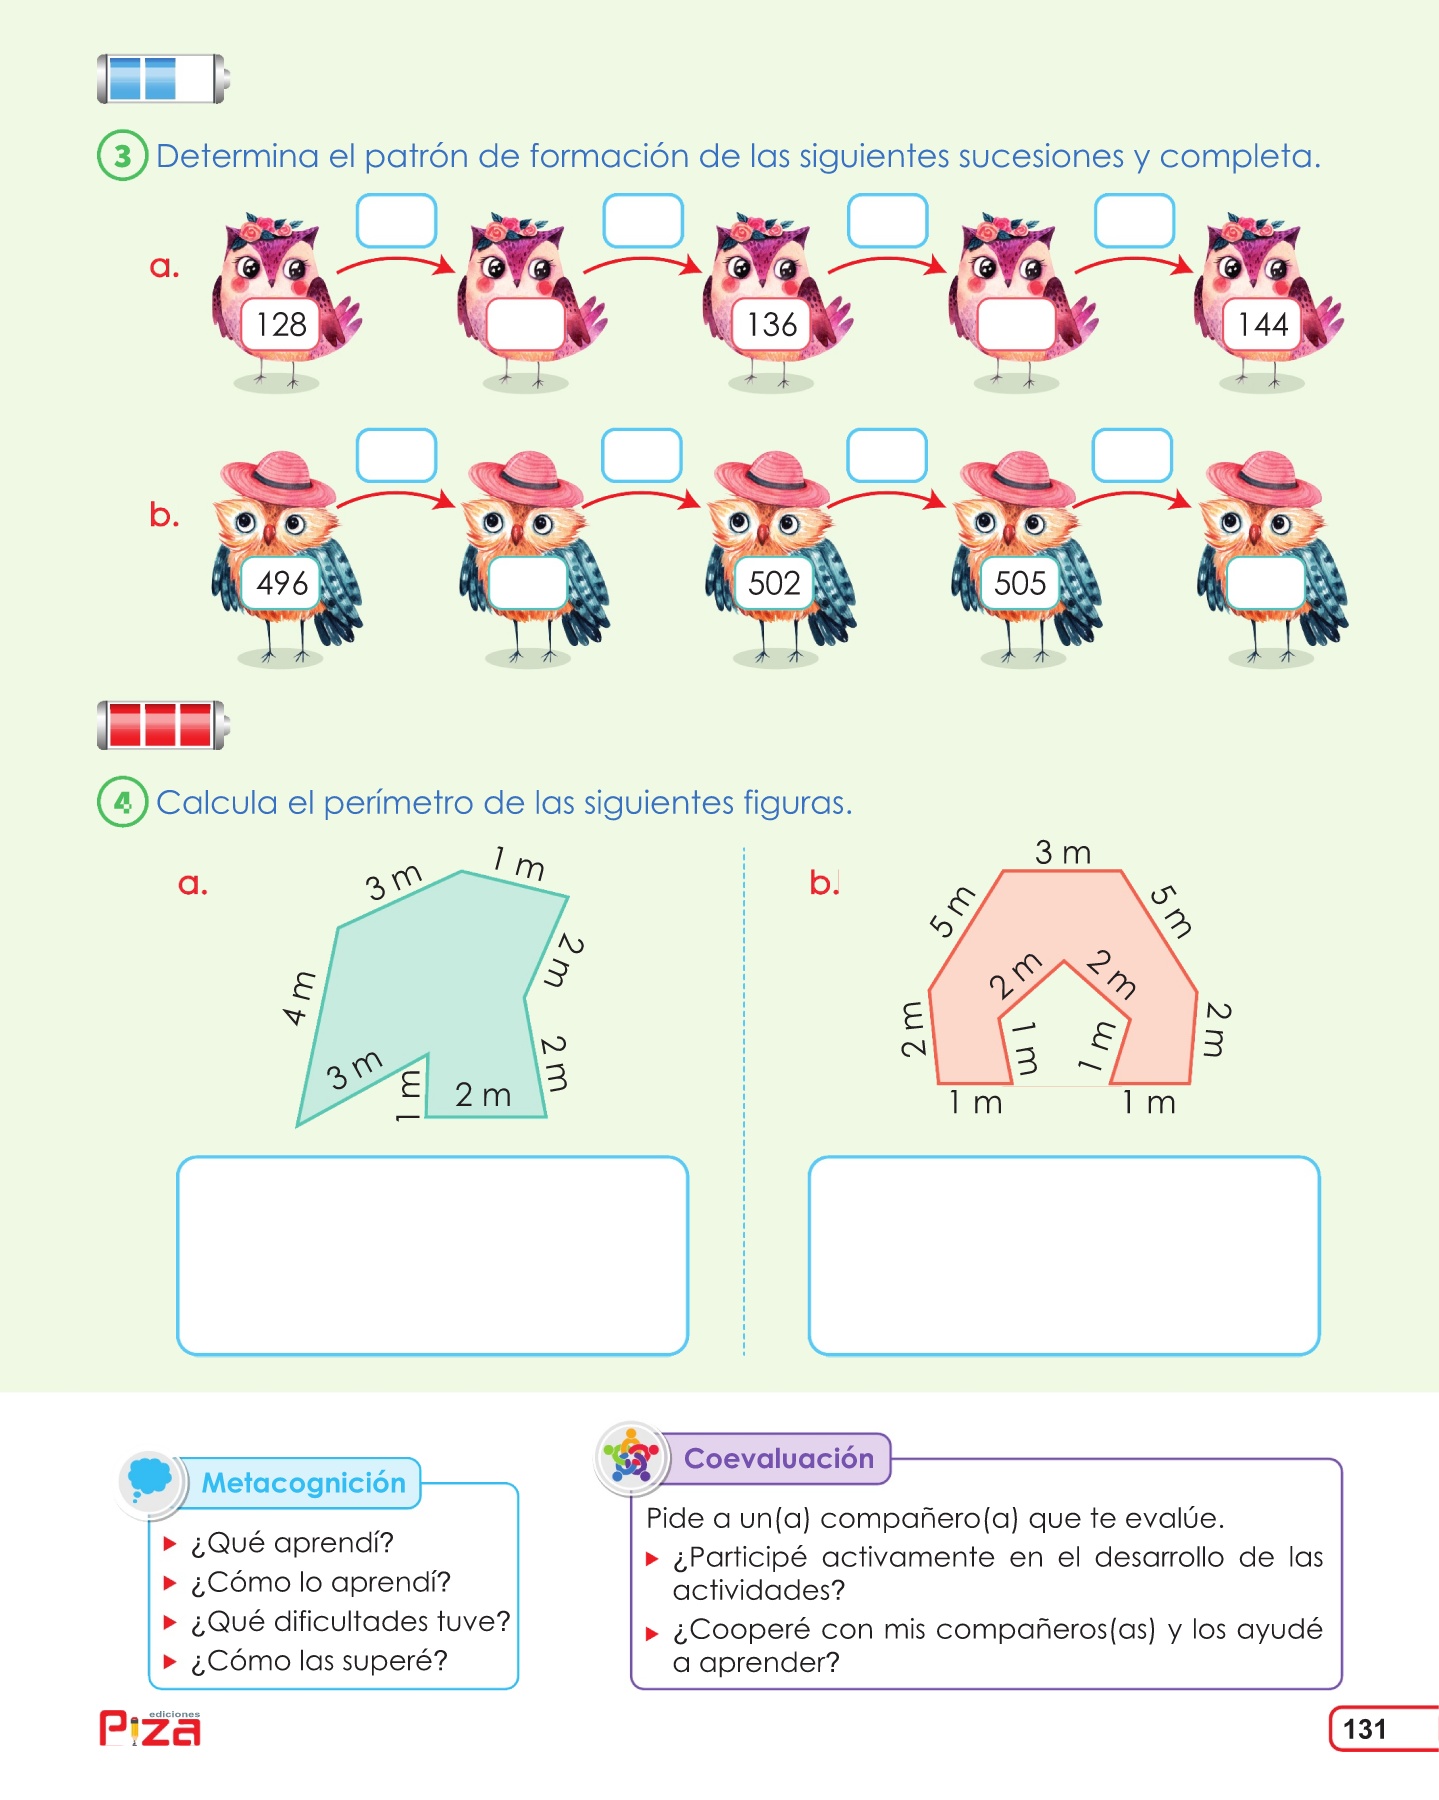 3 Determina el patrón de formación de las siguientes sucesiones y completa.
a.
128 136 144
b.
496 502 505
4 Calcula el perímetro de las siguientes figuras.
a.
3 m
1 m
4 m
2 m
3 m
1 m
2 m
2 m
b.
3 m
5 m
5 m
2 m
2 m
2 m
1 m
1 m
2 m
1 m
1 m
Metacognición
¿Qué aprendí?
¿Cómo lo aprendí?
¿Qué dificultades tuve?
¿Cómo las superé?
Coevaluación
Pide a un(a) compañero(a) que te evalúe.
¿Participé activamente en el desarrollo de las
actividades?
¿Cooperé con mis compañeros(as) y los ayudé
a aprender?
ediciones
Piza
131